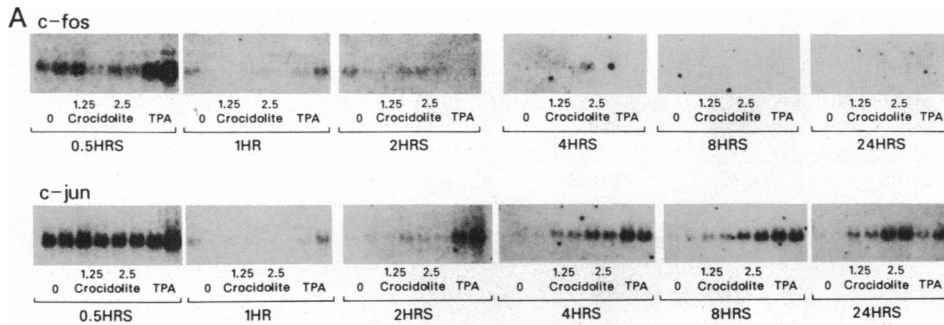 A
c-fos
1.25 2.5 1.25 2.5 1.25 2.5 1.25 2.5 1.25 2.5 1.25 2.5
0 Crocidolite TPA 0 Crocidolite TPA 0 Crocidolite TPA 0 Crocidolite TPA 0 Crocidolite TPA 0 Crocidolite TPA
0.5HRS 1HR 2HRS 4HRS 8HRS 24HRS
c-jun
1.25 2.5 1.25 2.5 1.25 2.5 1.25 2.5 1.25 2.5 1.25 2.5
0 Crocidolite TPA 0 Crocidolite TPA 0 Crocidolite TPA 0 Crocidolite TPA 0 Crocidolite TPA 0 Crocidolite TPA
0.5HRS 1HR 2HRS 4HRS 8HRS 24HRS